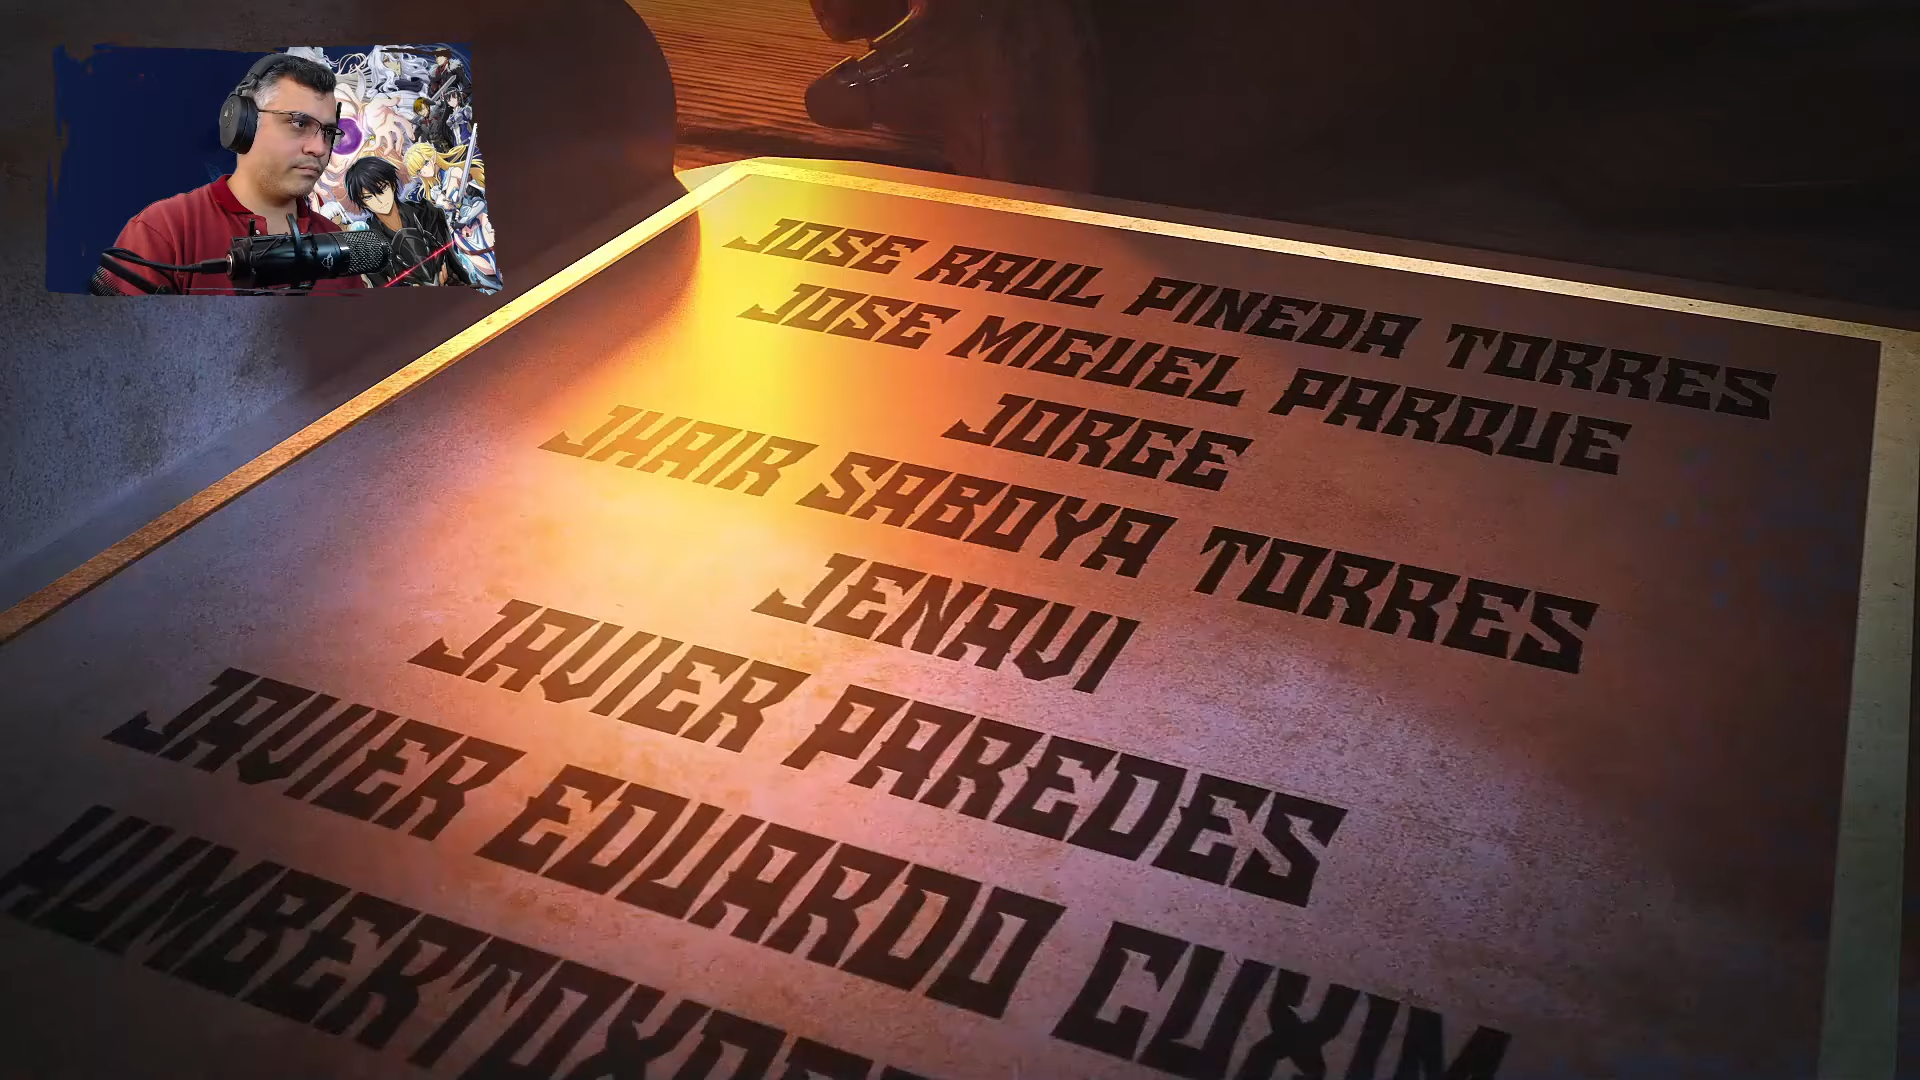 JOSE RAUL PINEDA TORRES
JOSE MIGUEL PARQUE
JORGE
JHAIR SABOYA TORRES
JENAVI
JAVIER PAREDES
JAVIER EDUARDO CUXIM